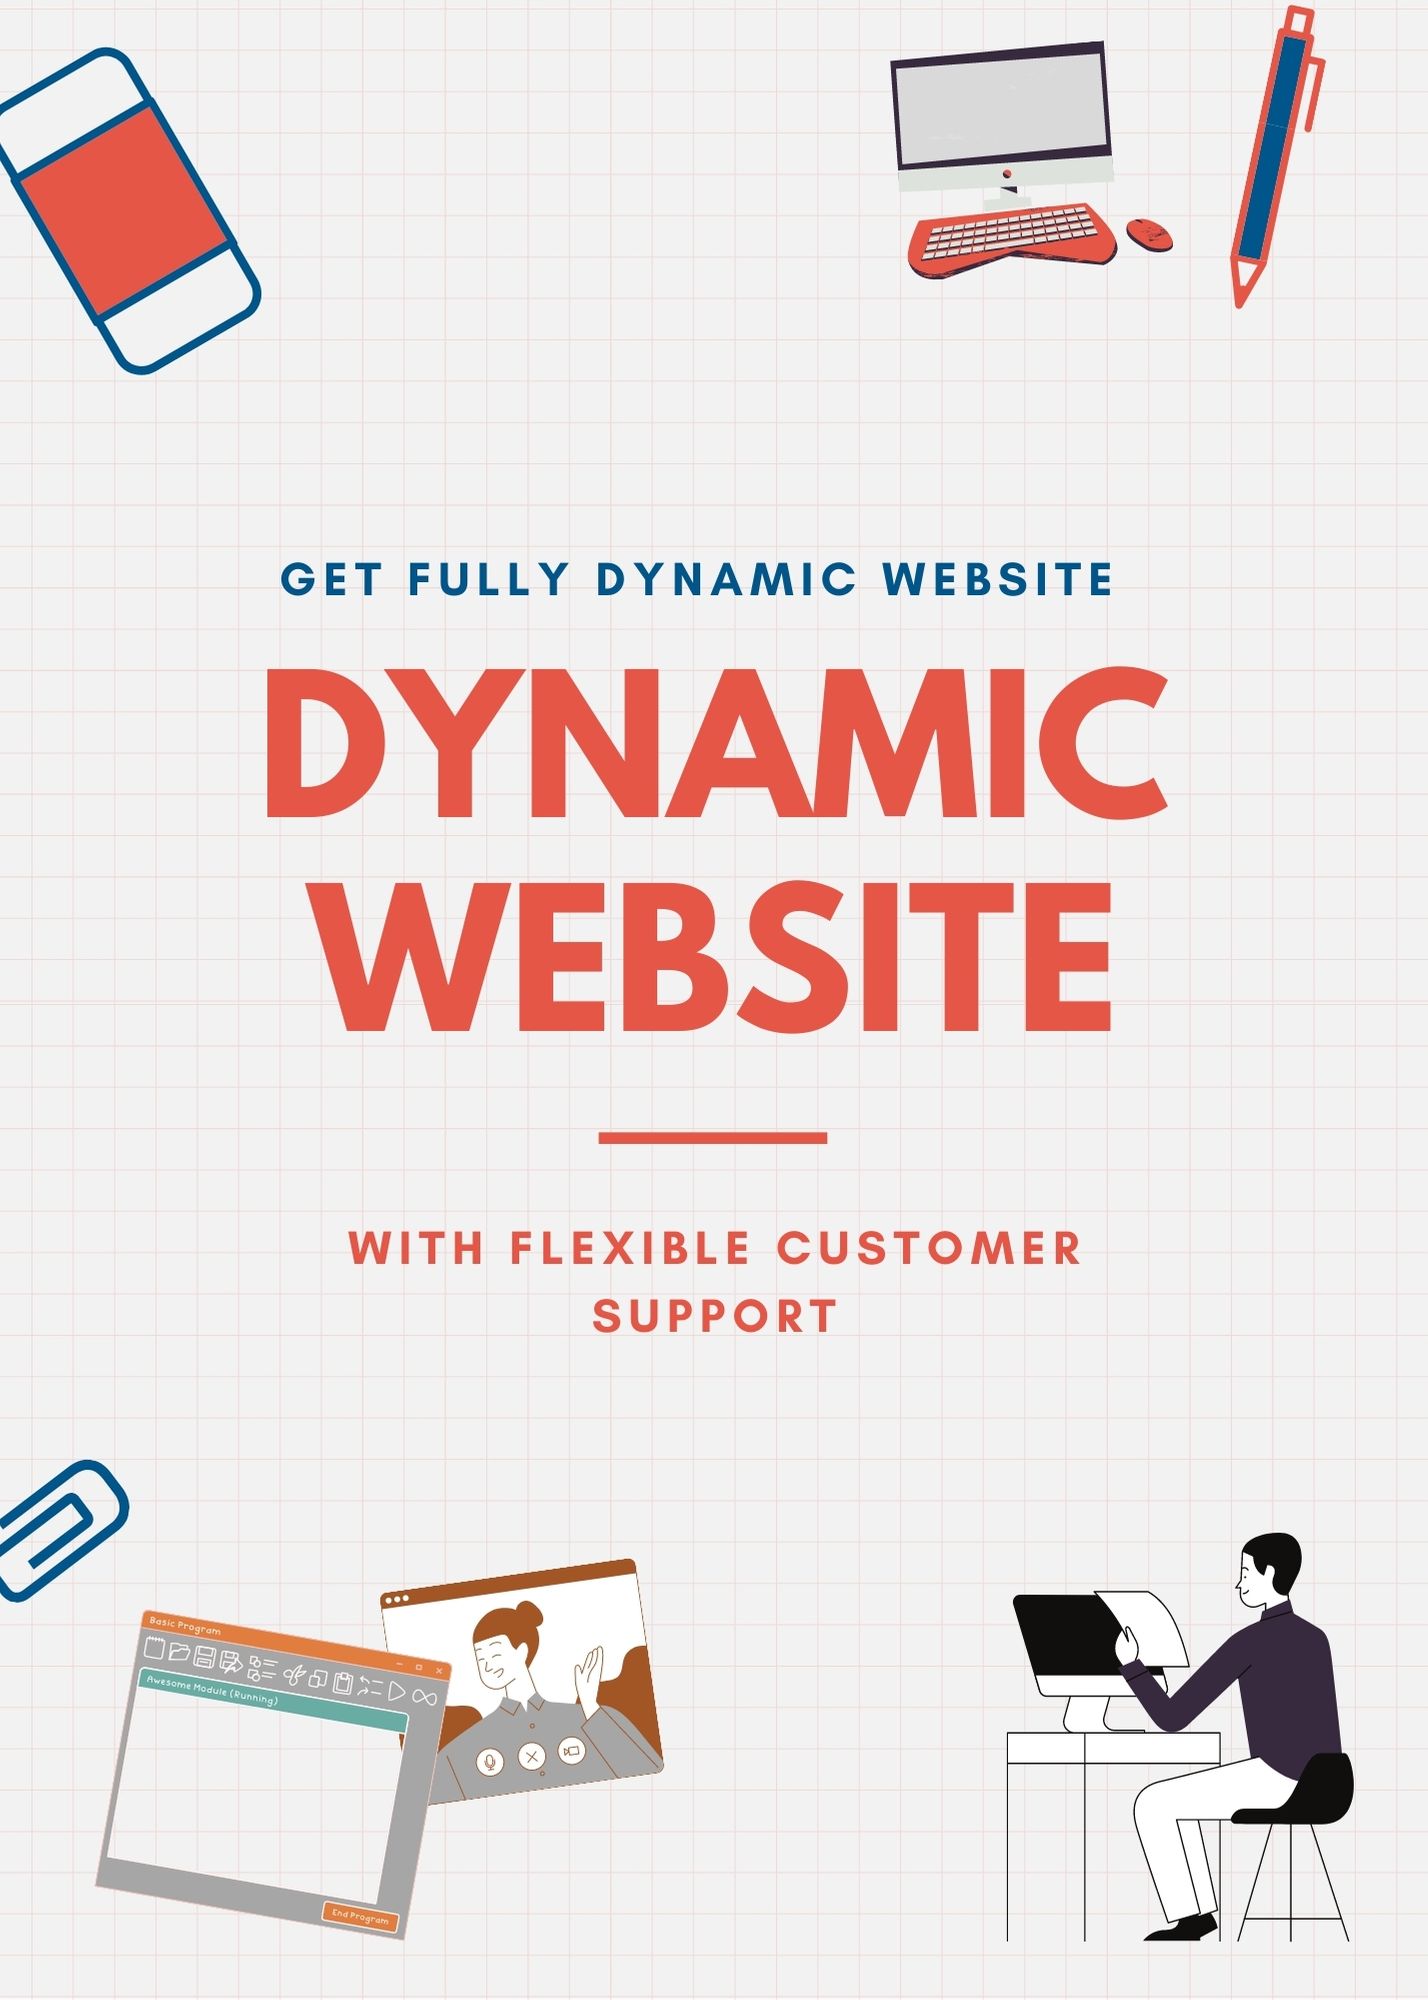 GET FULLY DYNAMIC WEBSITE
DYNAMIC
WEBSITE
WITH FLEXIBLE CUSTOMER
SUPPORT
Basic Program
Awesome Module (Running)
End Program